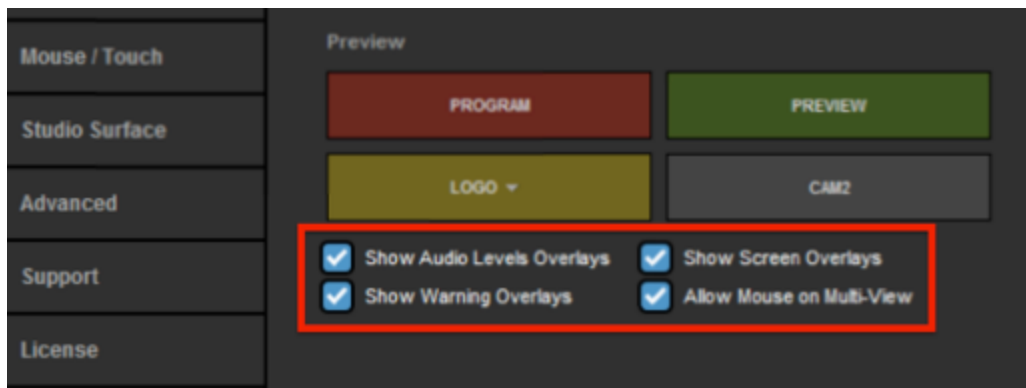 Mouse / Touch
Studio Surface
Advanced
Support
License
Preview
PROGRAM
PREVIEW
LOGO
CAM2
Show Audio Levels Overlays
Show Screen Overlays
Show Warning Overlays
Allow Mouse on Multi-View